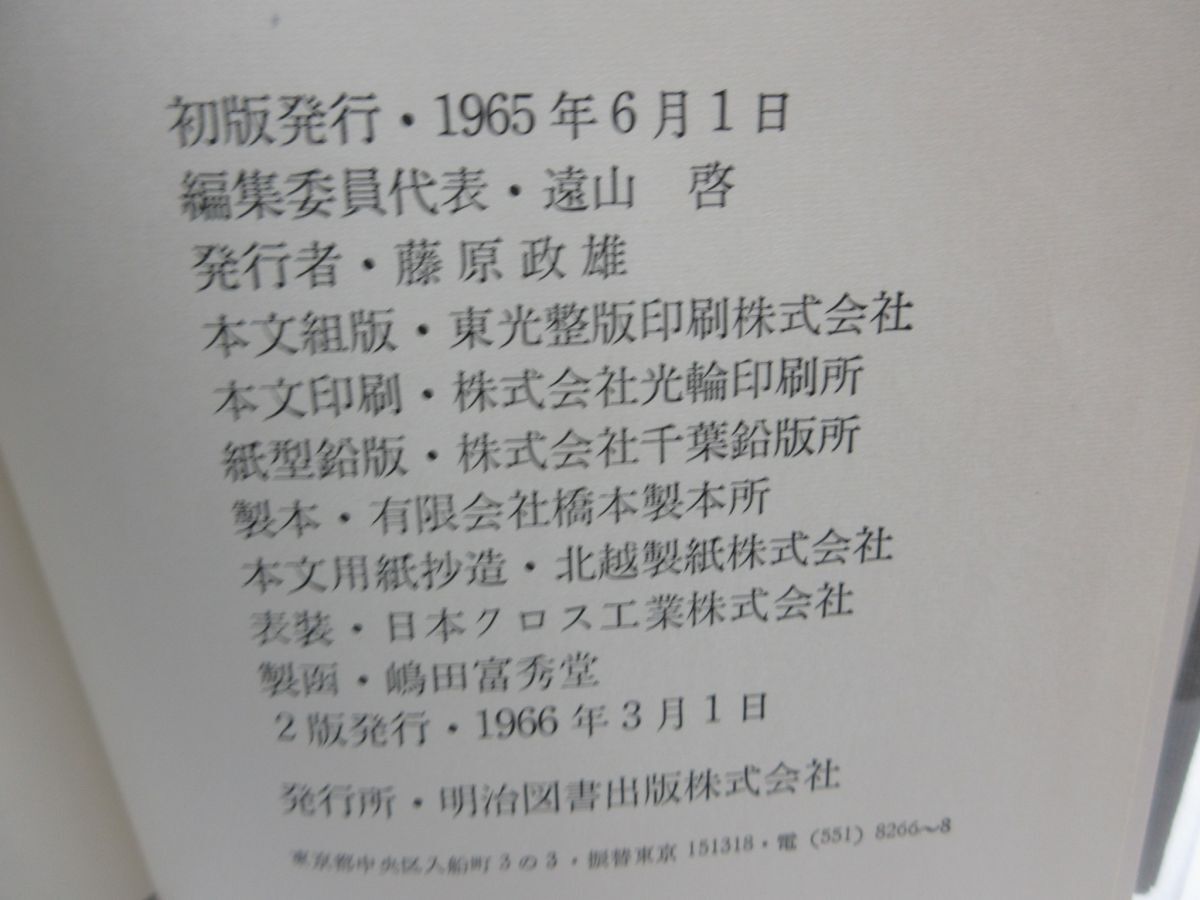 初版発行・1965年6月1日
編集委員代表・遠山 啓
発行者・藤原政雄
本文組版・東光整版印刷株式会社
本文印刷・株式会社光輪印刷所
紙型鉛版・株式会社千葉鉛版所
製本・有限会社橋本製本所
本文用紙抄造・北越製紙株式会社
表装・日本クロス工業株式会社
製函・嶋田富秀堂
2版発行・1966年3月1日
発行所・明治図書出版株式会社
東京都中央区入船町3の3・振替東京 151318・電 (551) 8266〜8